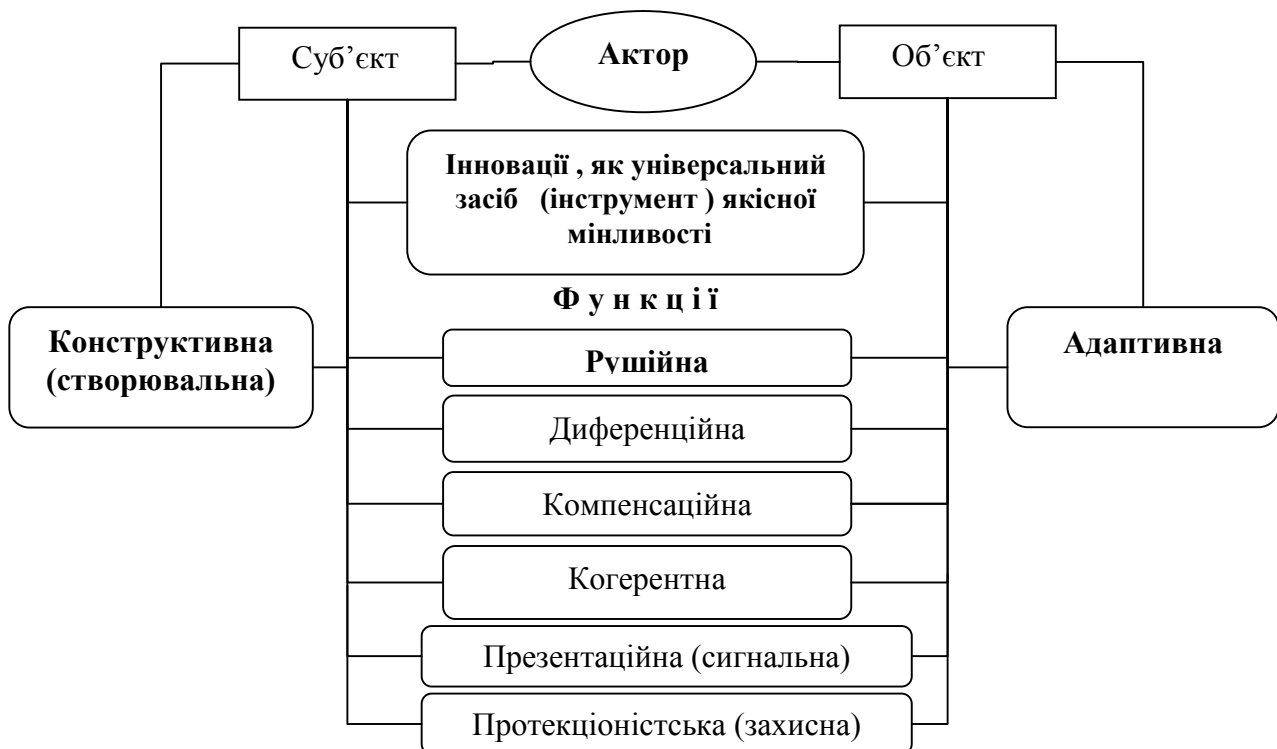 Суб’єкт
Актор
Об’єкт
Інновації , як універсальний
засіб (інструмент ) якісної
мінливості
Ф у н к ц і ї
Конструктивна
(створювальна)
Рушійна
Адаптивна
Диференційна
Компенсаційна
Когерентна
Презентаційна (сигнальна)
Протекціоністська (захисна)